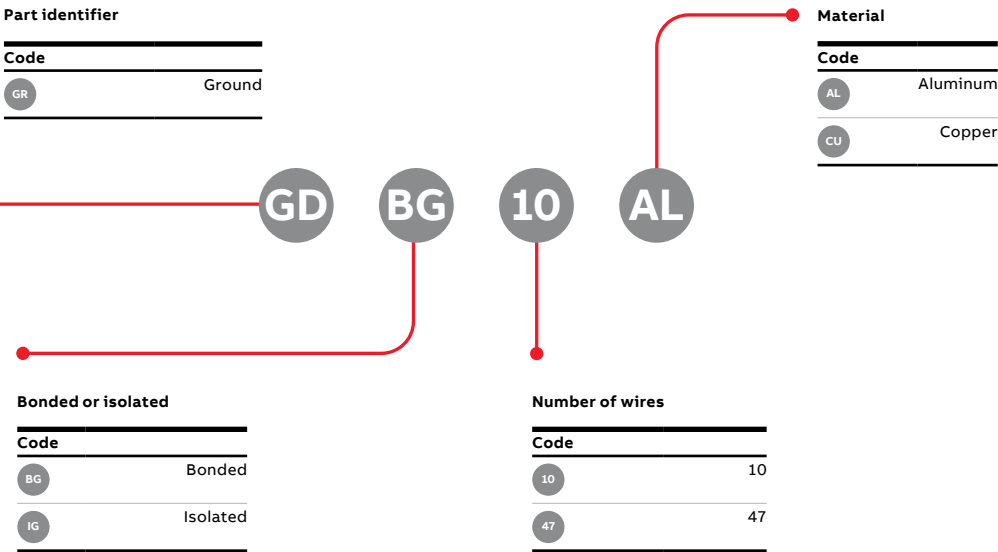 Part identifier
Code
GR Ground
Material
Code
AL Aluminum
CU Copper
GD BG 10 AL
Bonded or isolated
Code
BG Bonded
IG Isolated
Number of wires
Code
10 10
47 47